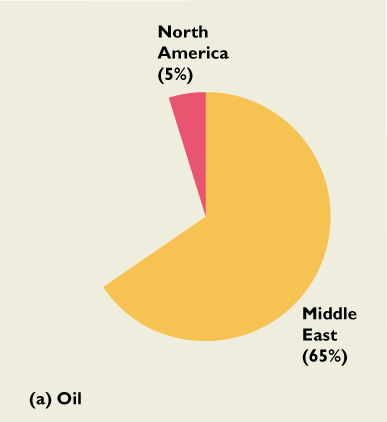 North
America
(5%)
Middle
East
(65%)
(a) Oil